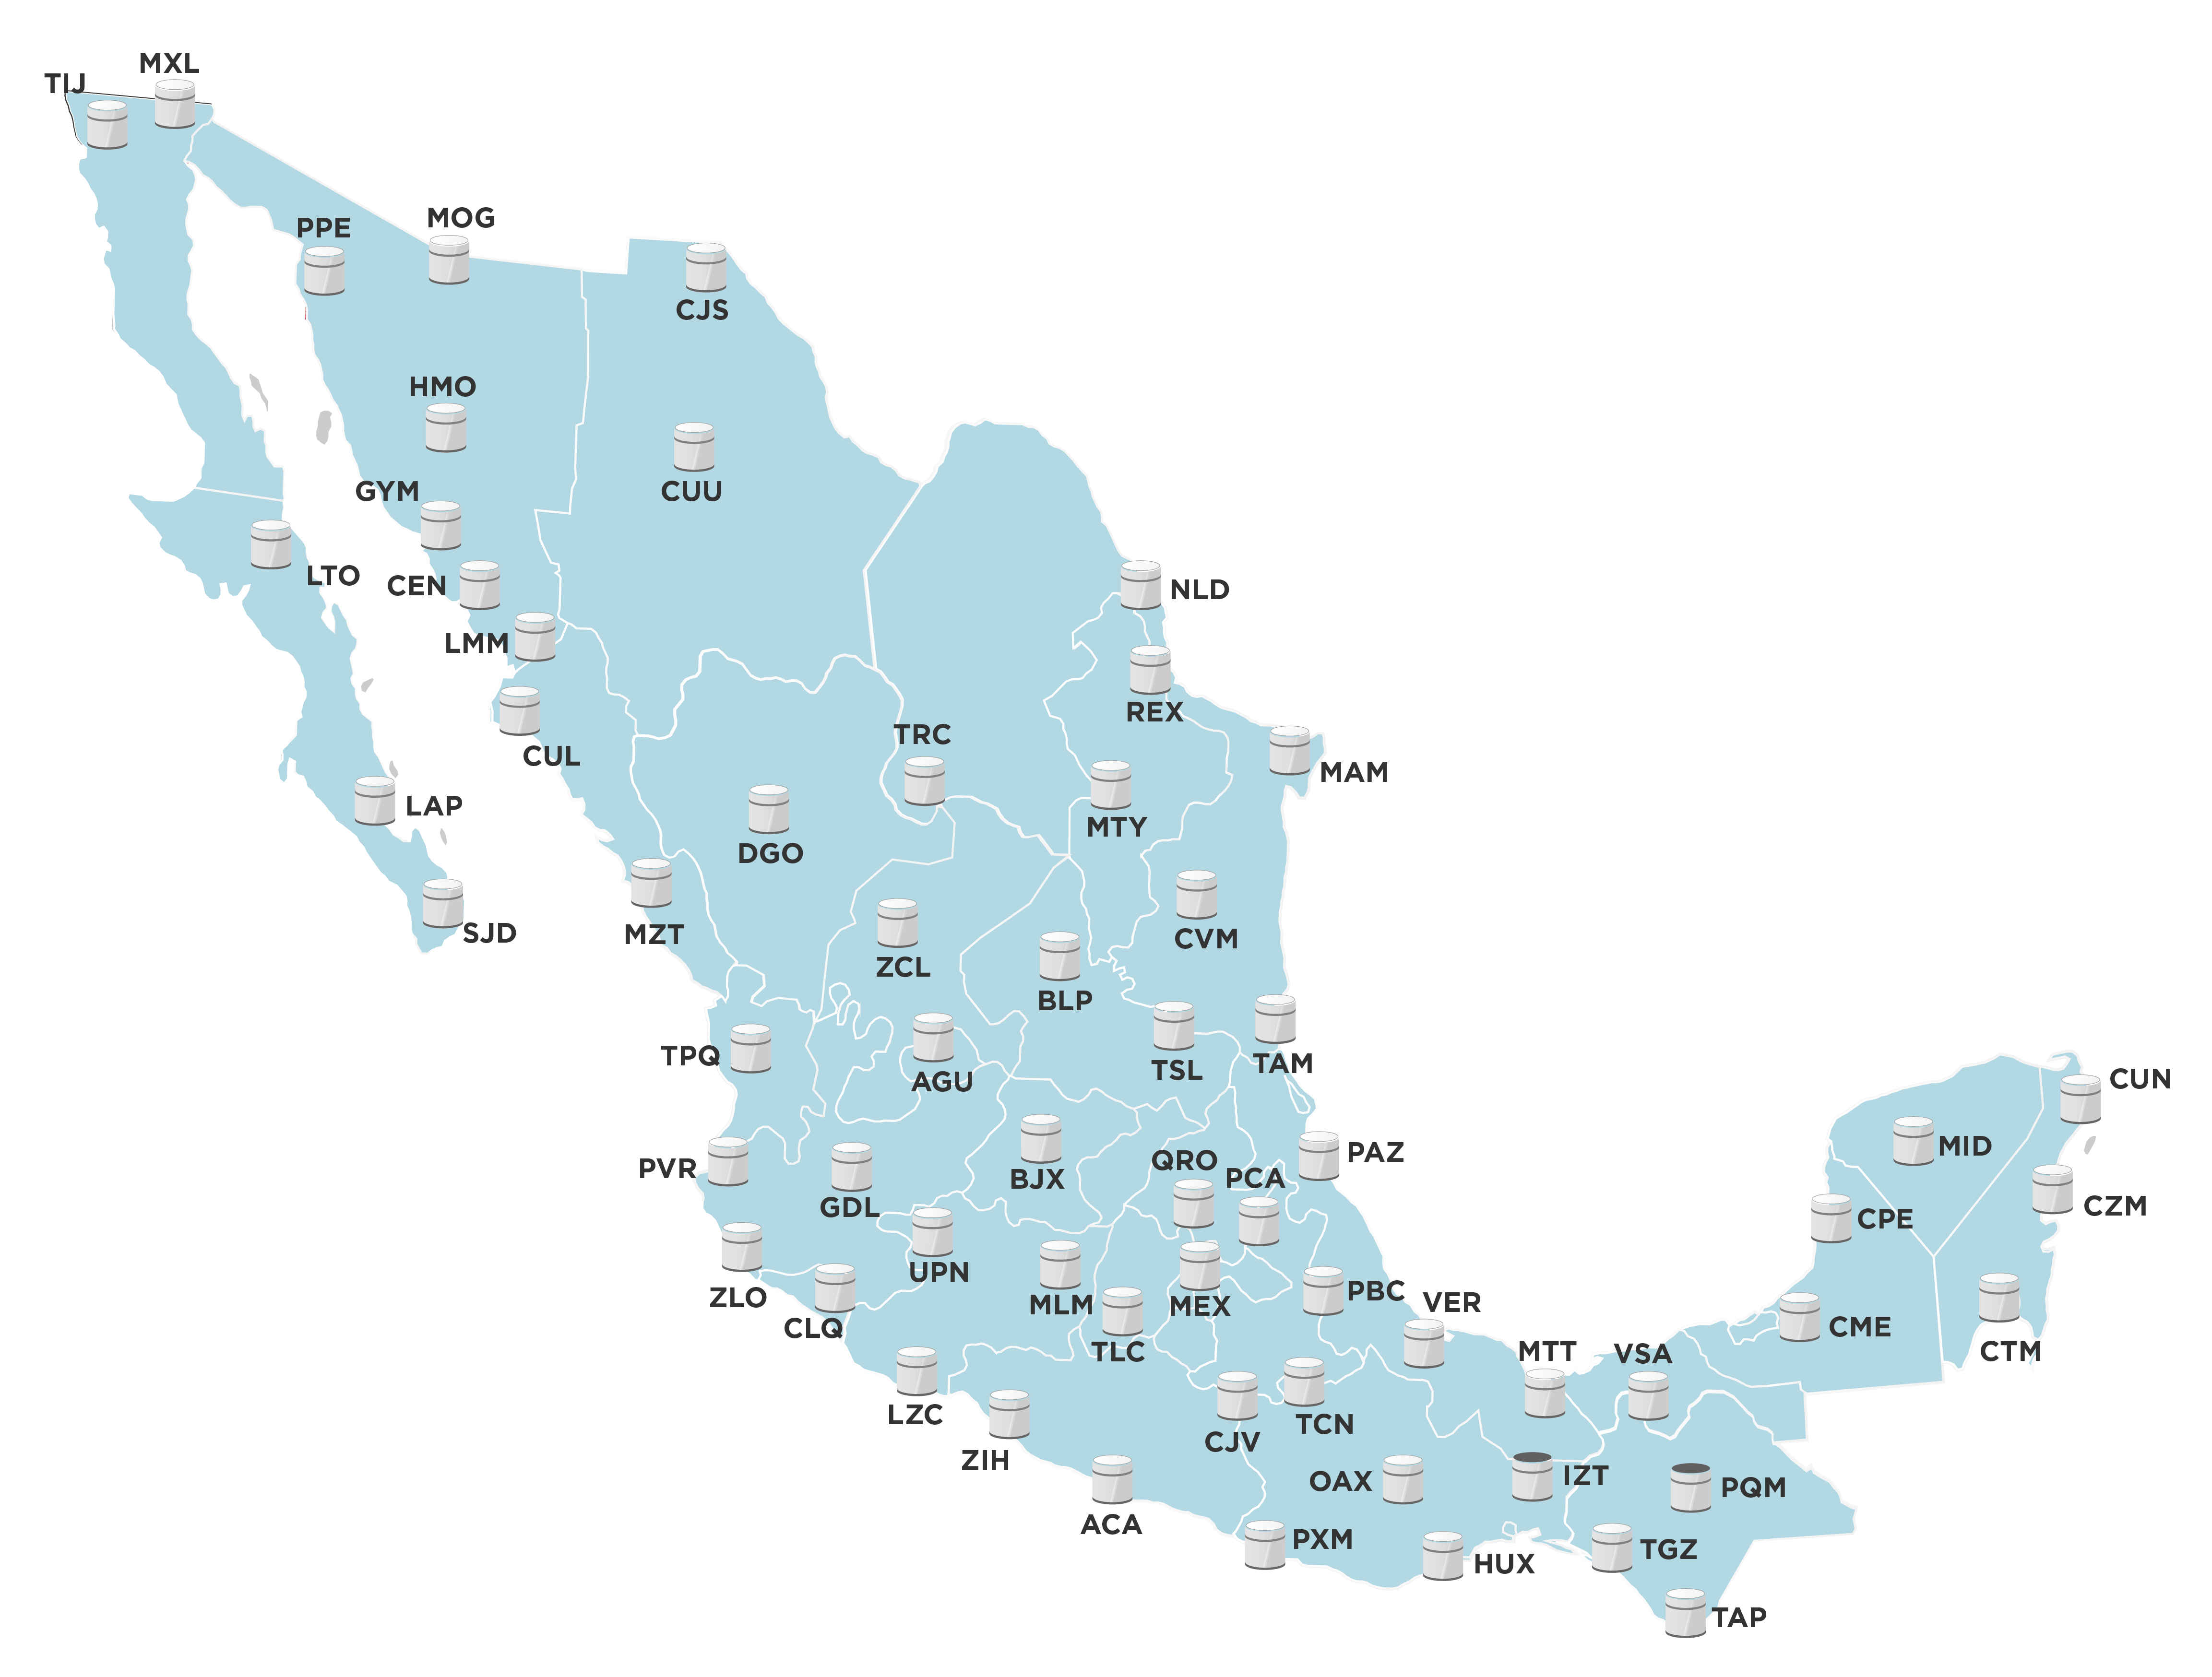 MXL
TIJ
MOG
PPE
CJS
HMO
GYM
CUU
LTO
CEN
NLD
LMM
REX
TRC
CUL
MAM
LAP
MTY
DGO
SJD
MZT
CVM
ZCL
BLP
TPQ
TSL
TAM
AGU
CUN
MID
PAZ
QRO
PVR
PCA
BJX
GDL
CZM
CPE
UPN
PBC
ZLO
MLM
MEX
VER
CLQ
CME
TLC
MTT
VSA
CTM
LZC
TCN
CJV
ZIH
IZT
OAX
PQM
ACA
PXM
TGZ
HUX
TAP